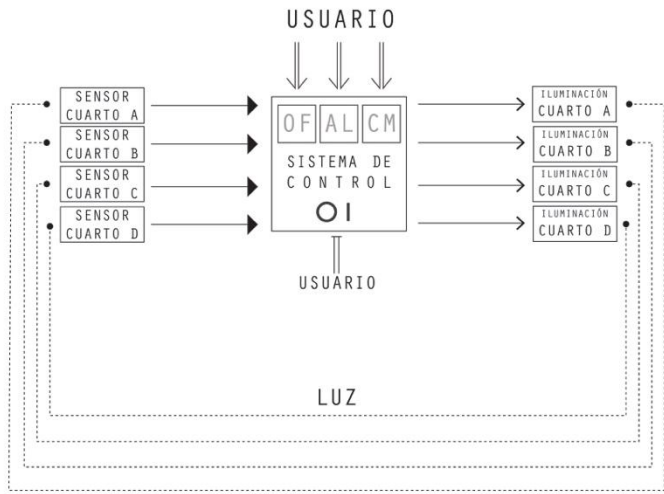 USUARIO
SENSOR
CUARTO A
SENSOR
CUARTO B
SENSOR
CUARTO C
SENSOR
CUARTO D
OF AL CM
SISTEMA DE
CONTROL
OI
USUARIO
ILUMINACIÓN
CUARTO A
ILUMINACIÓN
CUARTO B
ILUMINACIÓN
CUARTO C
ILUMINACIÓN
CUARTO D
LUZ